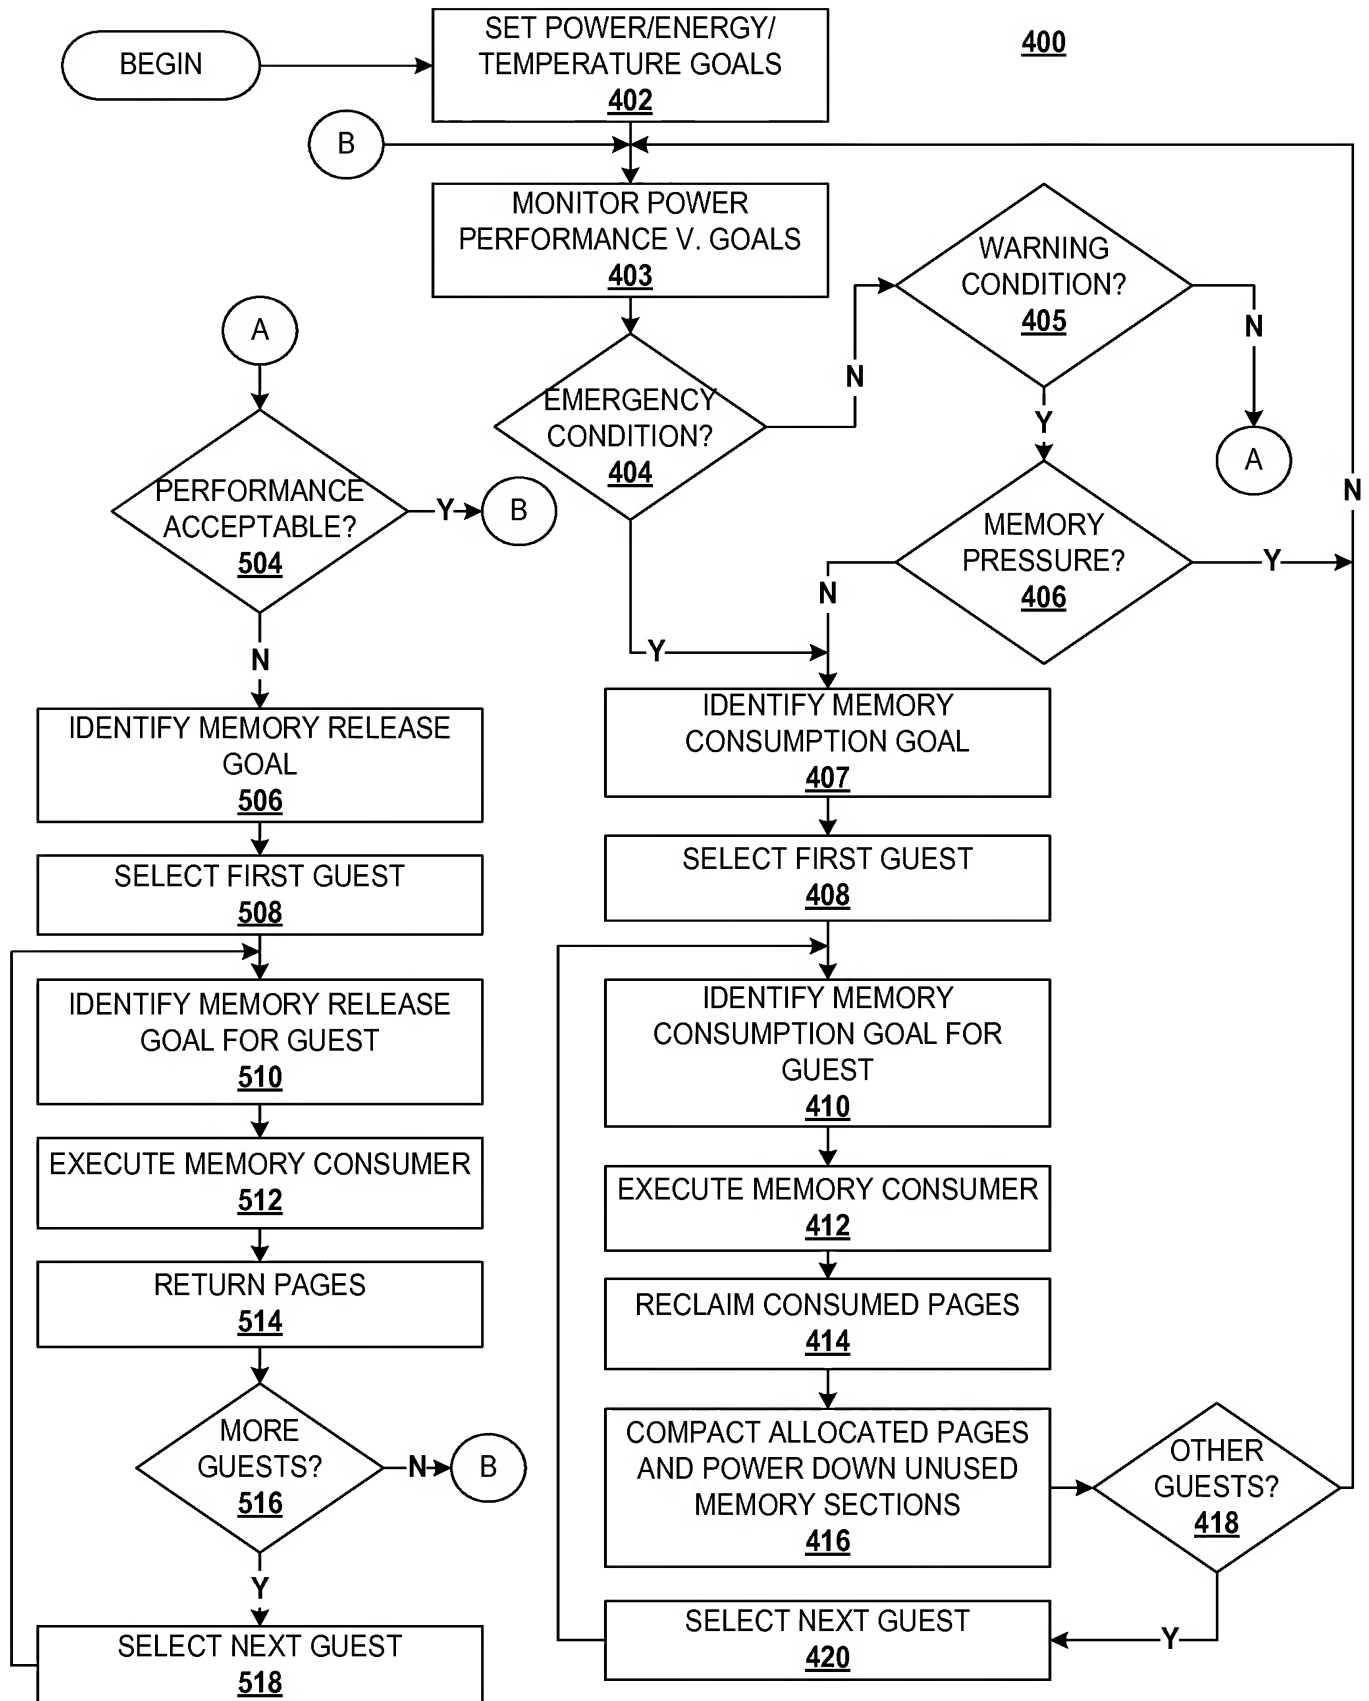 BEGIN
SET POWER/ENERGY/
TEMPERATURE GOALS
402
400
B
MONITOR POWER
PERFORMANCE V. GOALS
403
WARNING
CONDITION?
405
N
A
EMERGENCY
CONDITION?
404
N
Y
A
PERFORMANCE
ACCEPTABLE?
504
Y
B
MEMORY
PRESSURE?
406
Y
N
N
Y
N
IDENTIFY MEMORY RELEASE
GOAL
506
SELECT FIRST GUEST
508
IDENTIFY MEMORY RELEASE
GOAL FOR GUEST
510
EXECUTE MEMORY CONSUMER
512
RETURN PAGES
514
MORE
GUESTS?
516
N
B
Y
SELECT NEXT GUEST
518
IDENTIFY MEMORY
CONSUMPTION GOAL
407
SELECT FIRST GUEST
408
IDENTIFY MEMORY
CONSUMPTION GOAL FOR
GUEST
410
EXECUTE MEMORY CONSUMER
412
RECLAIM CONSUMED PAGES
414
COMPACT ALLOCATED PAGES
AND POWER DOWN UNUSED
MEMORY SECTIONS
416
OTHER
GUESTS?
418
Y
SELECT NEXT GUEST
420